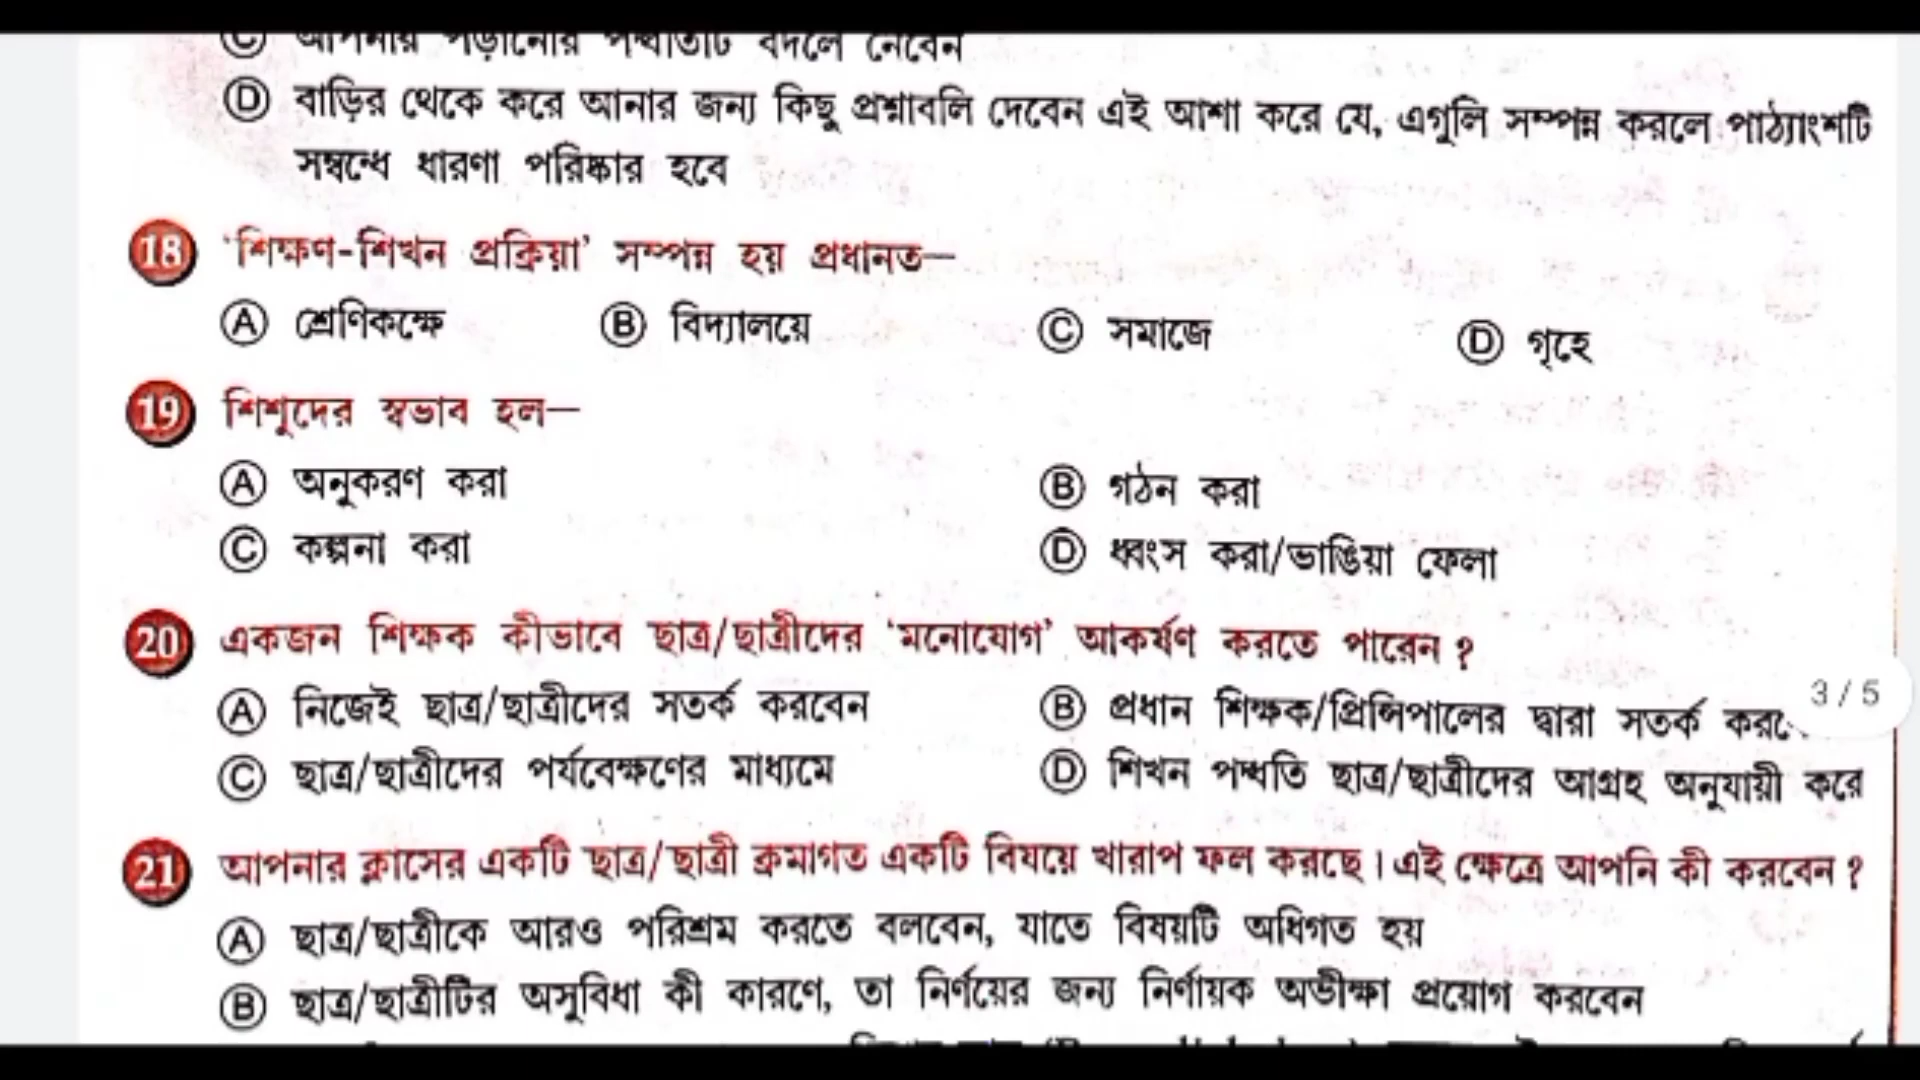 C আপনার পড়ানোর পদ্ধতিটি বদলে নেবেন
D বাড়ির থেকে করে আনার জন্য কিছু প্রশ্নাবলি দেবেন এই আশা করে যে, এগুলি সম্পন্ন করলে পাঠ্যাংশটি
সম্বন্ধে ধারণা পরিষ্কার হবে
18 'শিক্ষণ-শিখন প্রক্রিয়া' সম্পন্ন হয় প্রধানত—
A শ্রেণিকক্ষে B বিদ্যালয়ে C সমাজে D গৃহে
19 শিশুদের স্বভাব হল—
A অনুকরণ করা B গঠন করা
C কল্পনা করা D ধ্বংস করা/ভাঙিয়া ফেলা
20 একজন শিক্ষক কীভাবে ছাত্র/ছাত্রীদের 'মনোযোগ' আকর্ষণ করতে পারেন ?
A নিজেই ছাত্র/ছাত্রীদের সতর্ক করবেন B প্রধান শিক্ষক/প্রিন্সিপালের দ্বারা সতর্ক
3 / 5
C ছাত্র/ছাত্রীদের পর্যবেক্ষণের মাধ্যমে D শিখন পদ্ধতি ছাত্র/ছাত্রীদের আগ্রহ অনুযায়ী করে
21 আপনার ক্লাসের একটি ছাত্র/ছাত্রী ক্রমাগত একটি বিষয়ে খারাপ ফল করছে। এই ক্ষেত্রে আপনি কী করবেন ?
A ছাত্র/ছাত্রীকে আরও পরিশ্রম করতে বলবেন, যাতে বিষয়টি অধিগত হয়
B ছাত্র/ছাত্রীটির অসুবিধা কী কারণে, তা নির্ণয়ের জন্য নির্ণায়ক অভীক্ষা প্রয়োগ করবেন